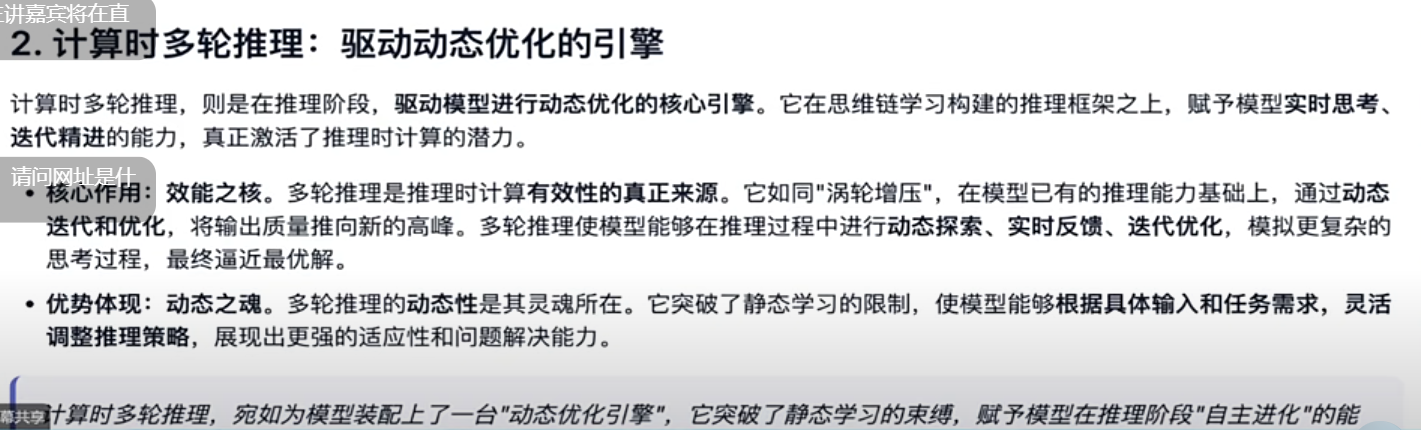 主讲嘉宾将在直
2. 计算时多轮推理：驱动动态优化的引擎
计算时多轮推理，则是在推理阶段，驱动模型进行动态优化的核心引擎。它在思维链学习构建的推理框架之上，赋予模型实时思考、
迭代精进的能力，真正激活了推理时计算的潜力。
请问网址是什
• 核心作用：效能之核。多轮推理是推理时计算有效性的真正来源。它如同"涡轮增压"，在模型已有的推理能力基础上，通过动态
迭代和优化，将输出质量推向新的高峰。多轮推理使模型能够在推理过程中进行动态探索、实时反馈、迭代优化，模拟更复杂的
思考过程，最终逼近最优解。
• 优势体现：动态之魂。多轮推理的动态性是其灵魂所在。它突破了静态学习的限制，使模型能够根据具体输入和任务需求，灵活
调整推理策略，展现出更强的适应性和问题解决能力。
计算时多轮推理，宛如为模型装配上了一台"动态优化引擎"，它突破了静态学习的束缚，赋予模型在推理阶段"自主进化"的能
幕共享